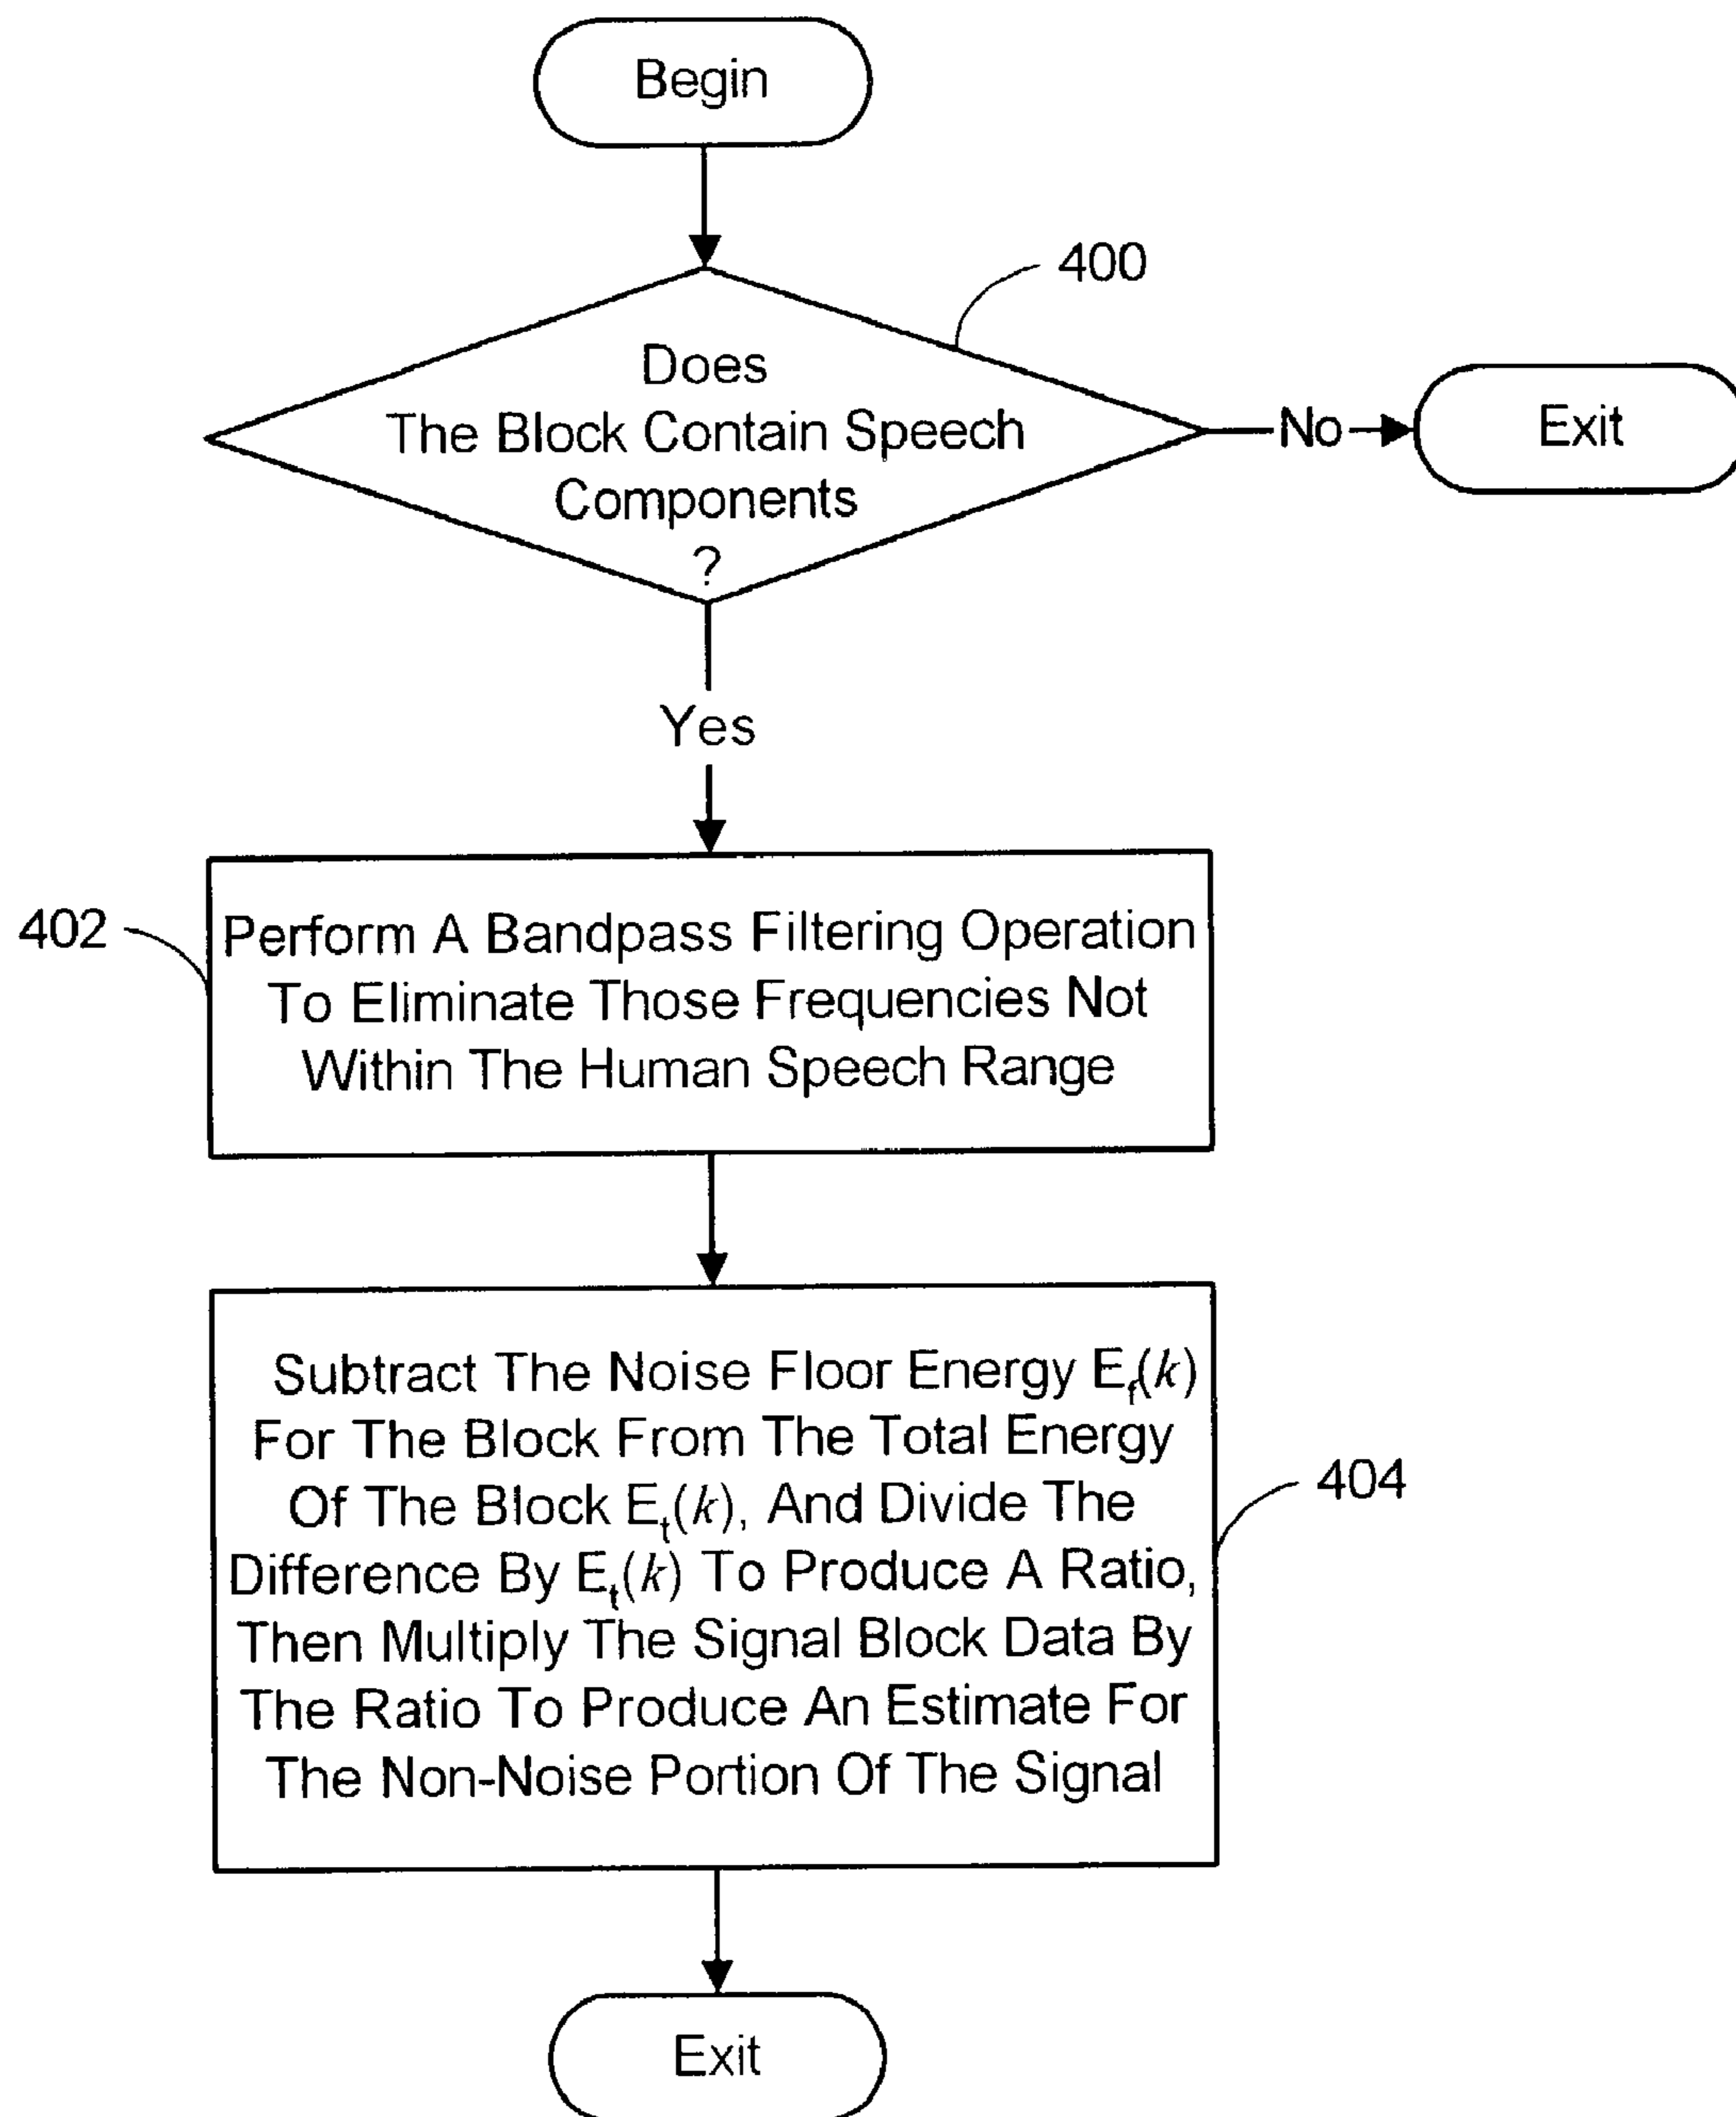 Begin
400
Does
The Block Contain Speech
Components
?
No
Exit
Yes
402
Perform A Bandpass Filtering Operation
To Eliminate Those Frequencies Not
Within The Human Speech Range
Subtract The Noise Floor Energy E_f(k)
For The Block From The Total Energy
Of The Block E_t(k), And Divide The
Difference By E_t(k) To Produce A Ratio,
Then Multiply The Signal Block Data By
The Ratio To Produce An Estimate For
The Non-Noise Portion Of The Signal
404
Exit